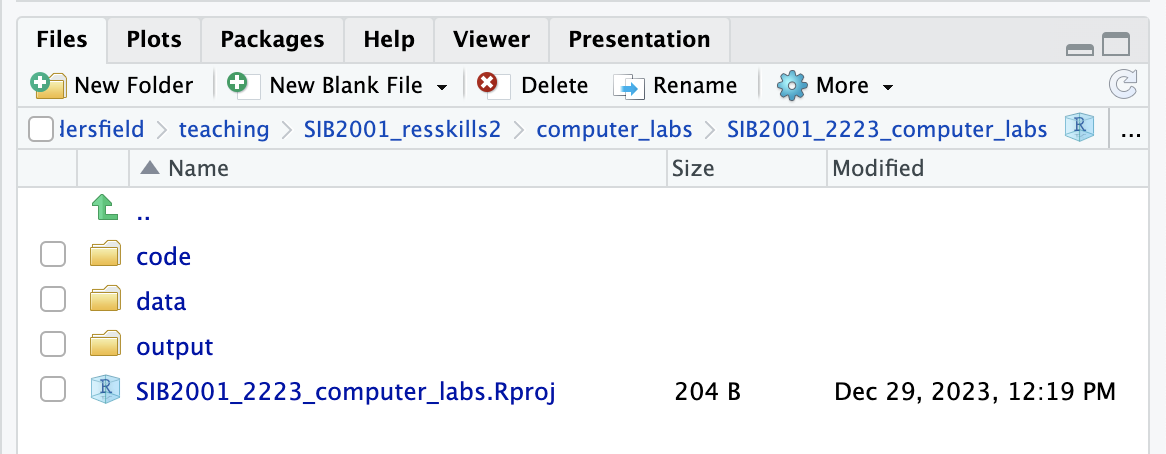 Files Plots Packages Help Viewer Presentation
New Folder New Blank File Delete Rename More
dersfield teaching SIB2001_resskills2 computer_labs SIB2001_2223_computer_labs R ...
Name Size Modified
..
code
data
output
R SIB2001_2223_computer_labs.Rproj 204 B Dec 29, 2023, 12:19 PM